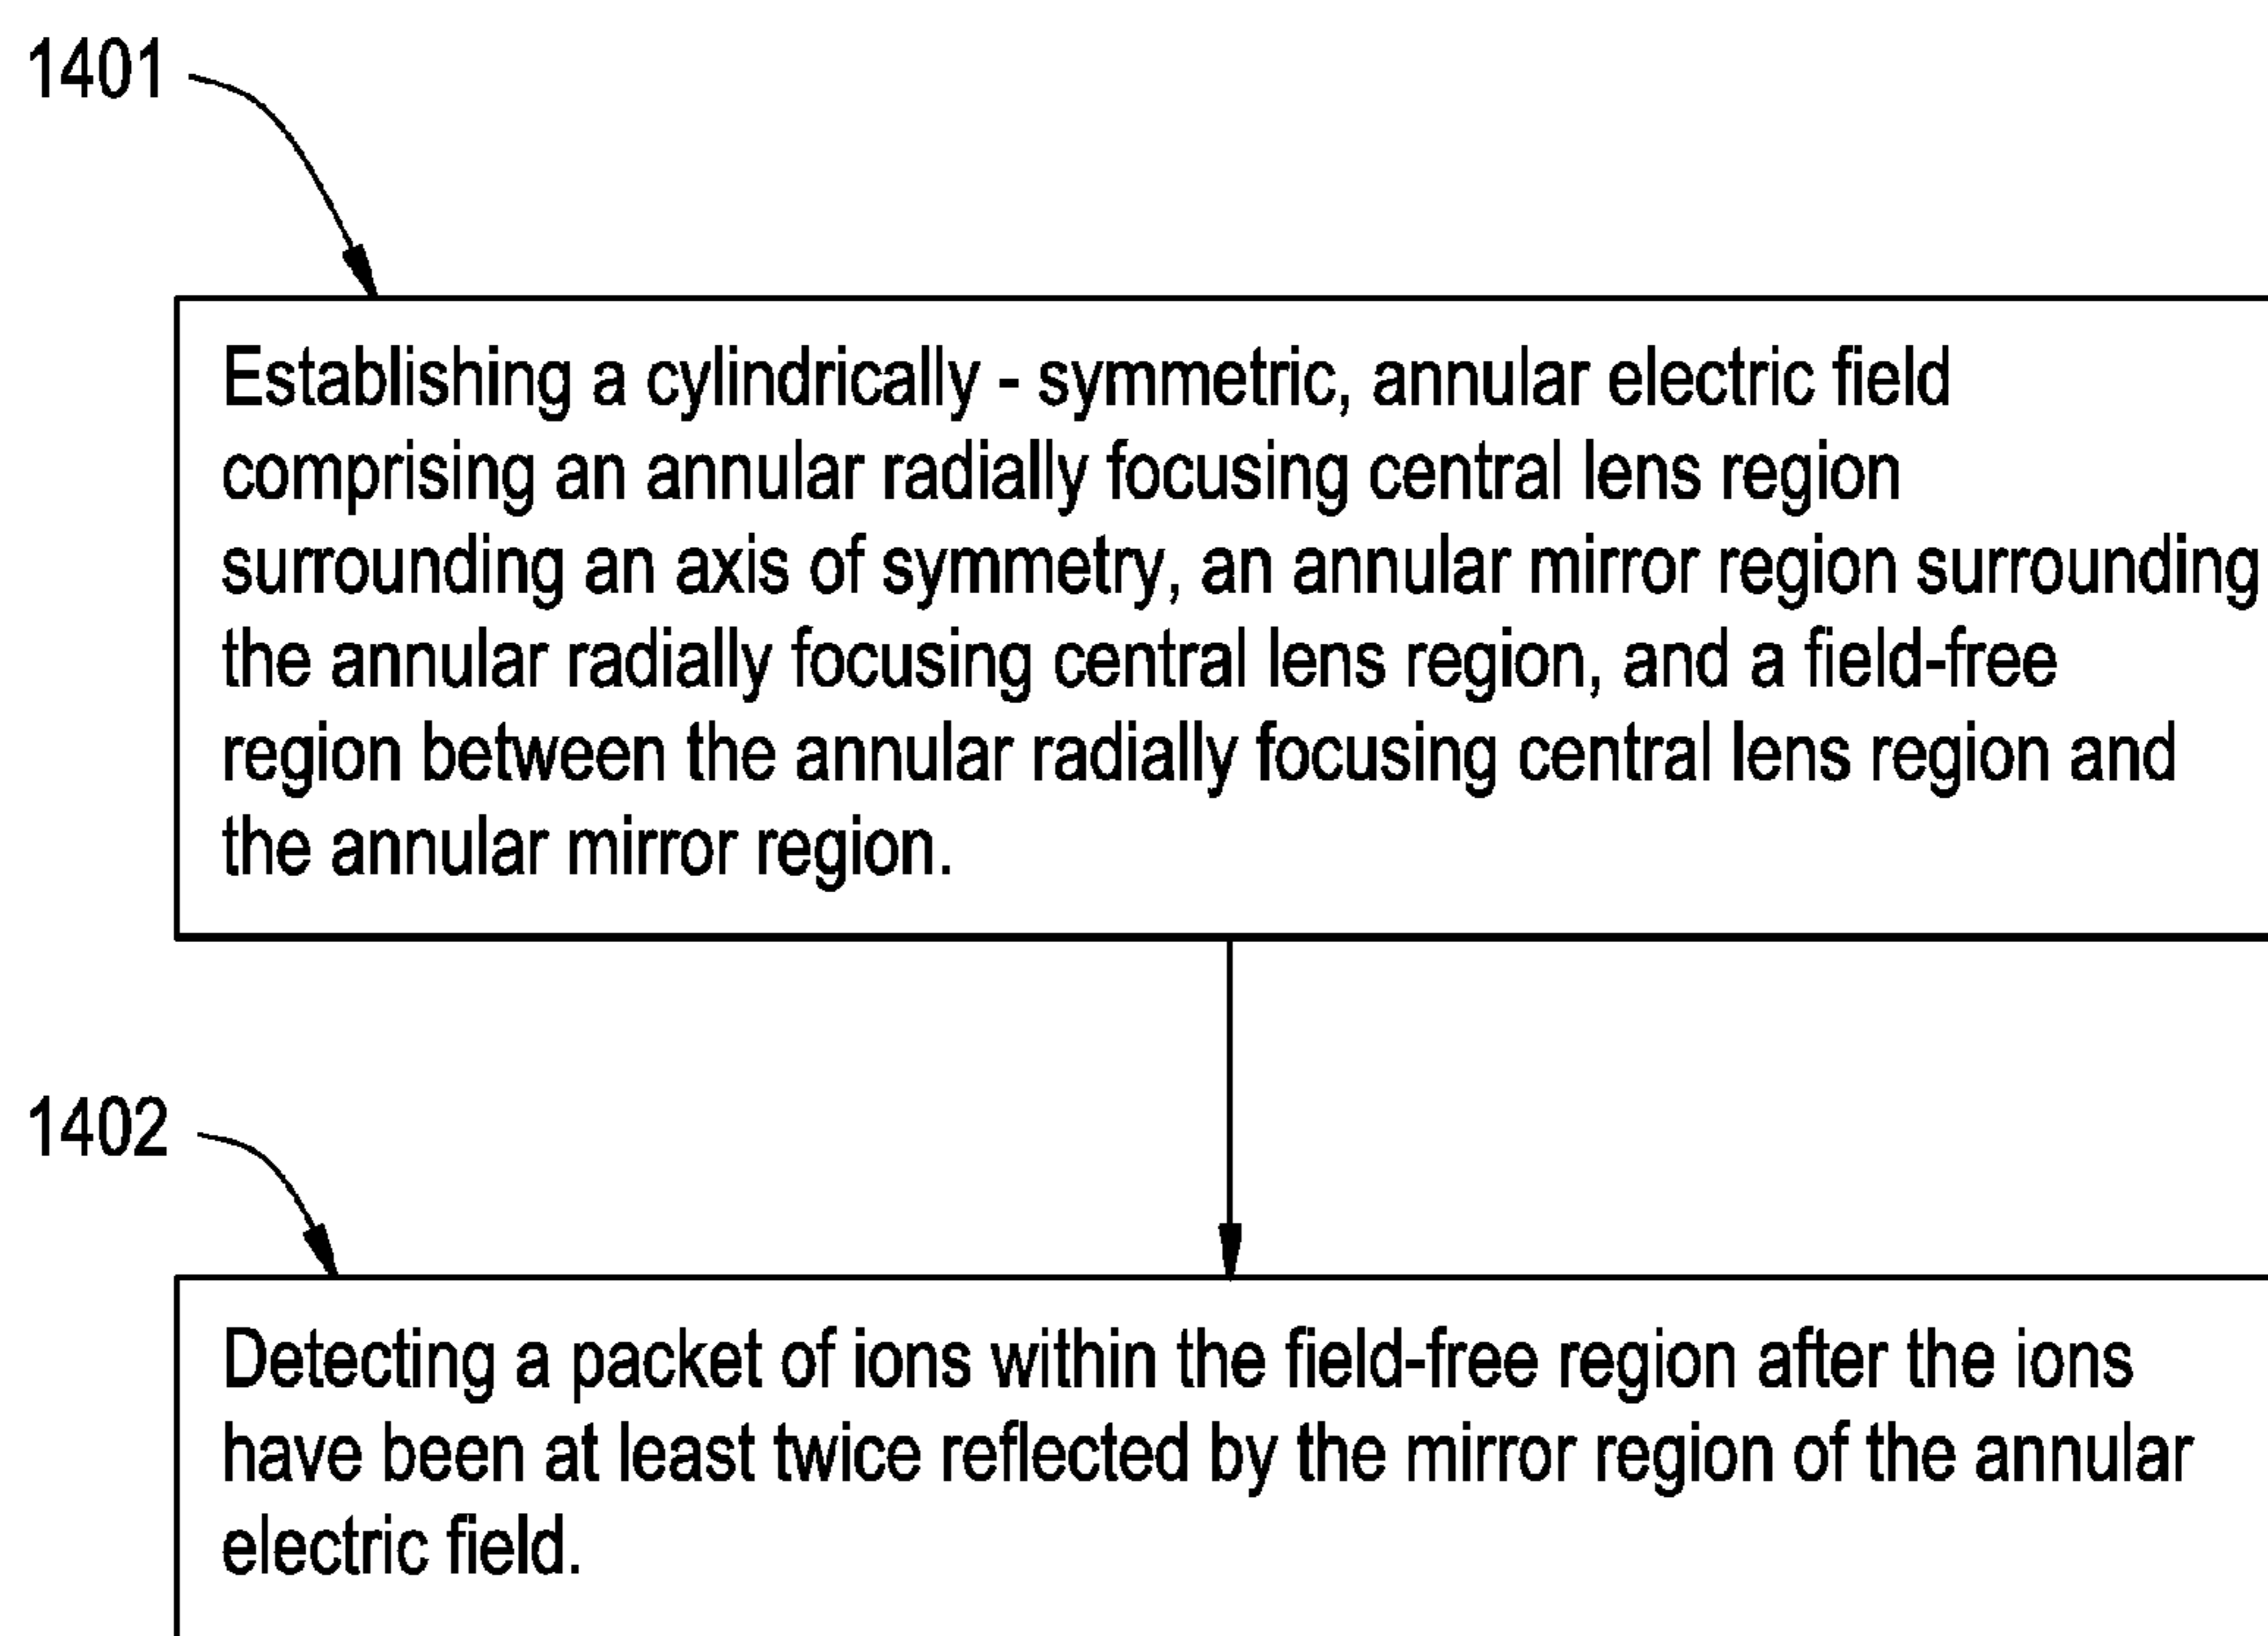 1401
Establishing a cylindrically - symmetric, annular electric field
comprising an annular radially focusing central lens region
surrounding an axis of symmetry, an annular mirror region surrounding
the annular radially focusing central lens region, and a field-free
region between the annular radially focusing central lens region and
the annular mirror region.
1402
Detecting a packet of ions within the field-free region after the ions
have been at least twice reflected by the mirror region of the annular
electric field.